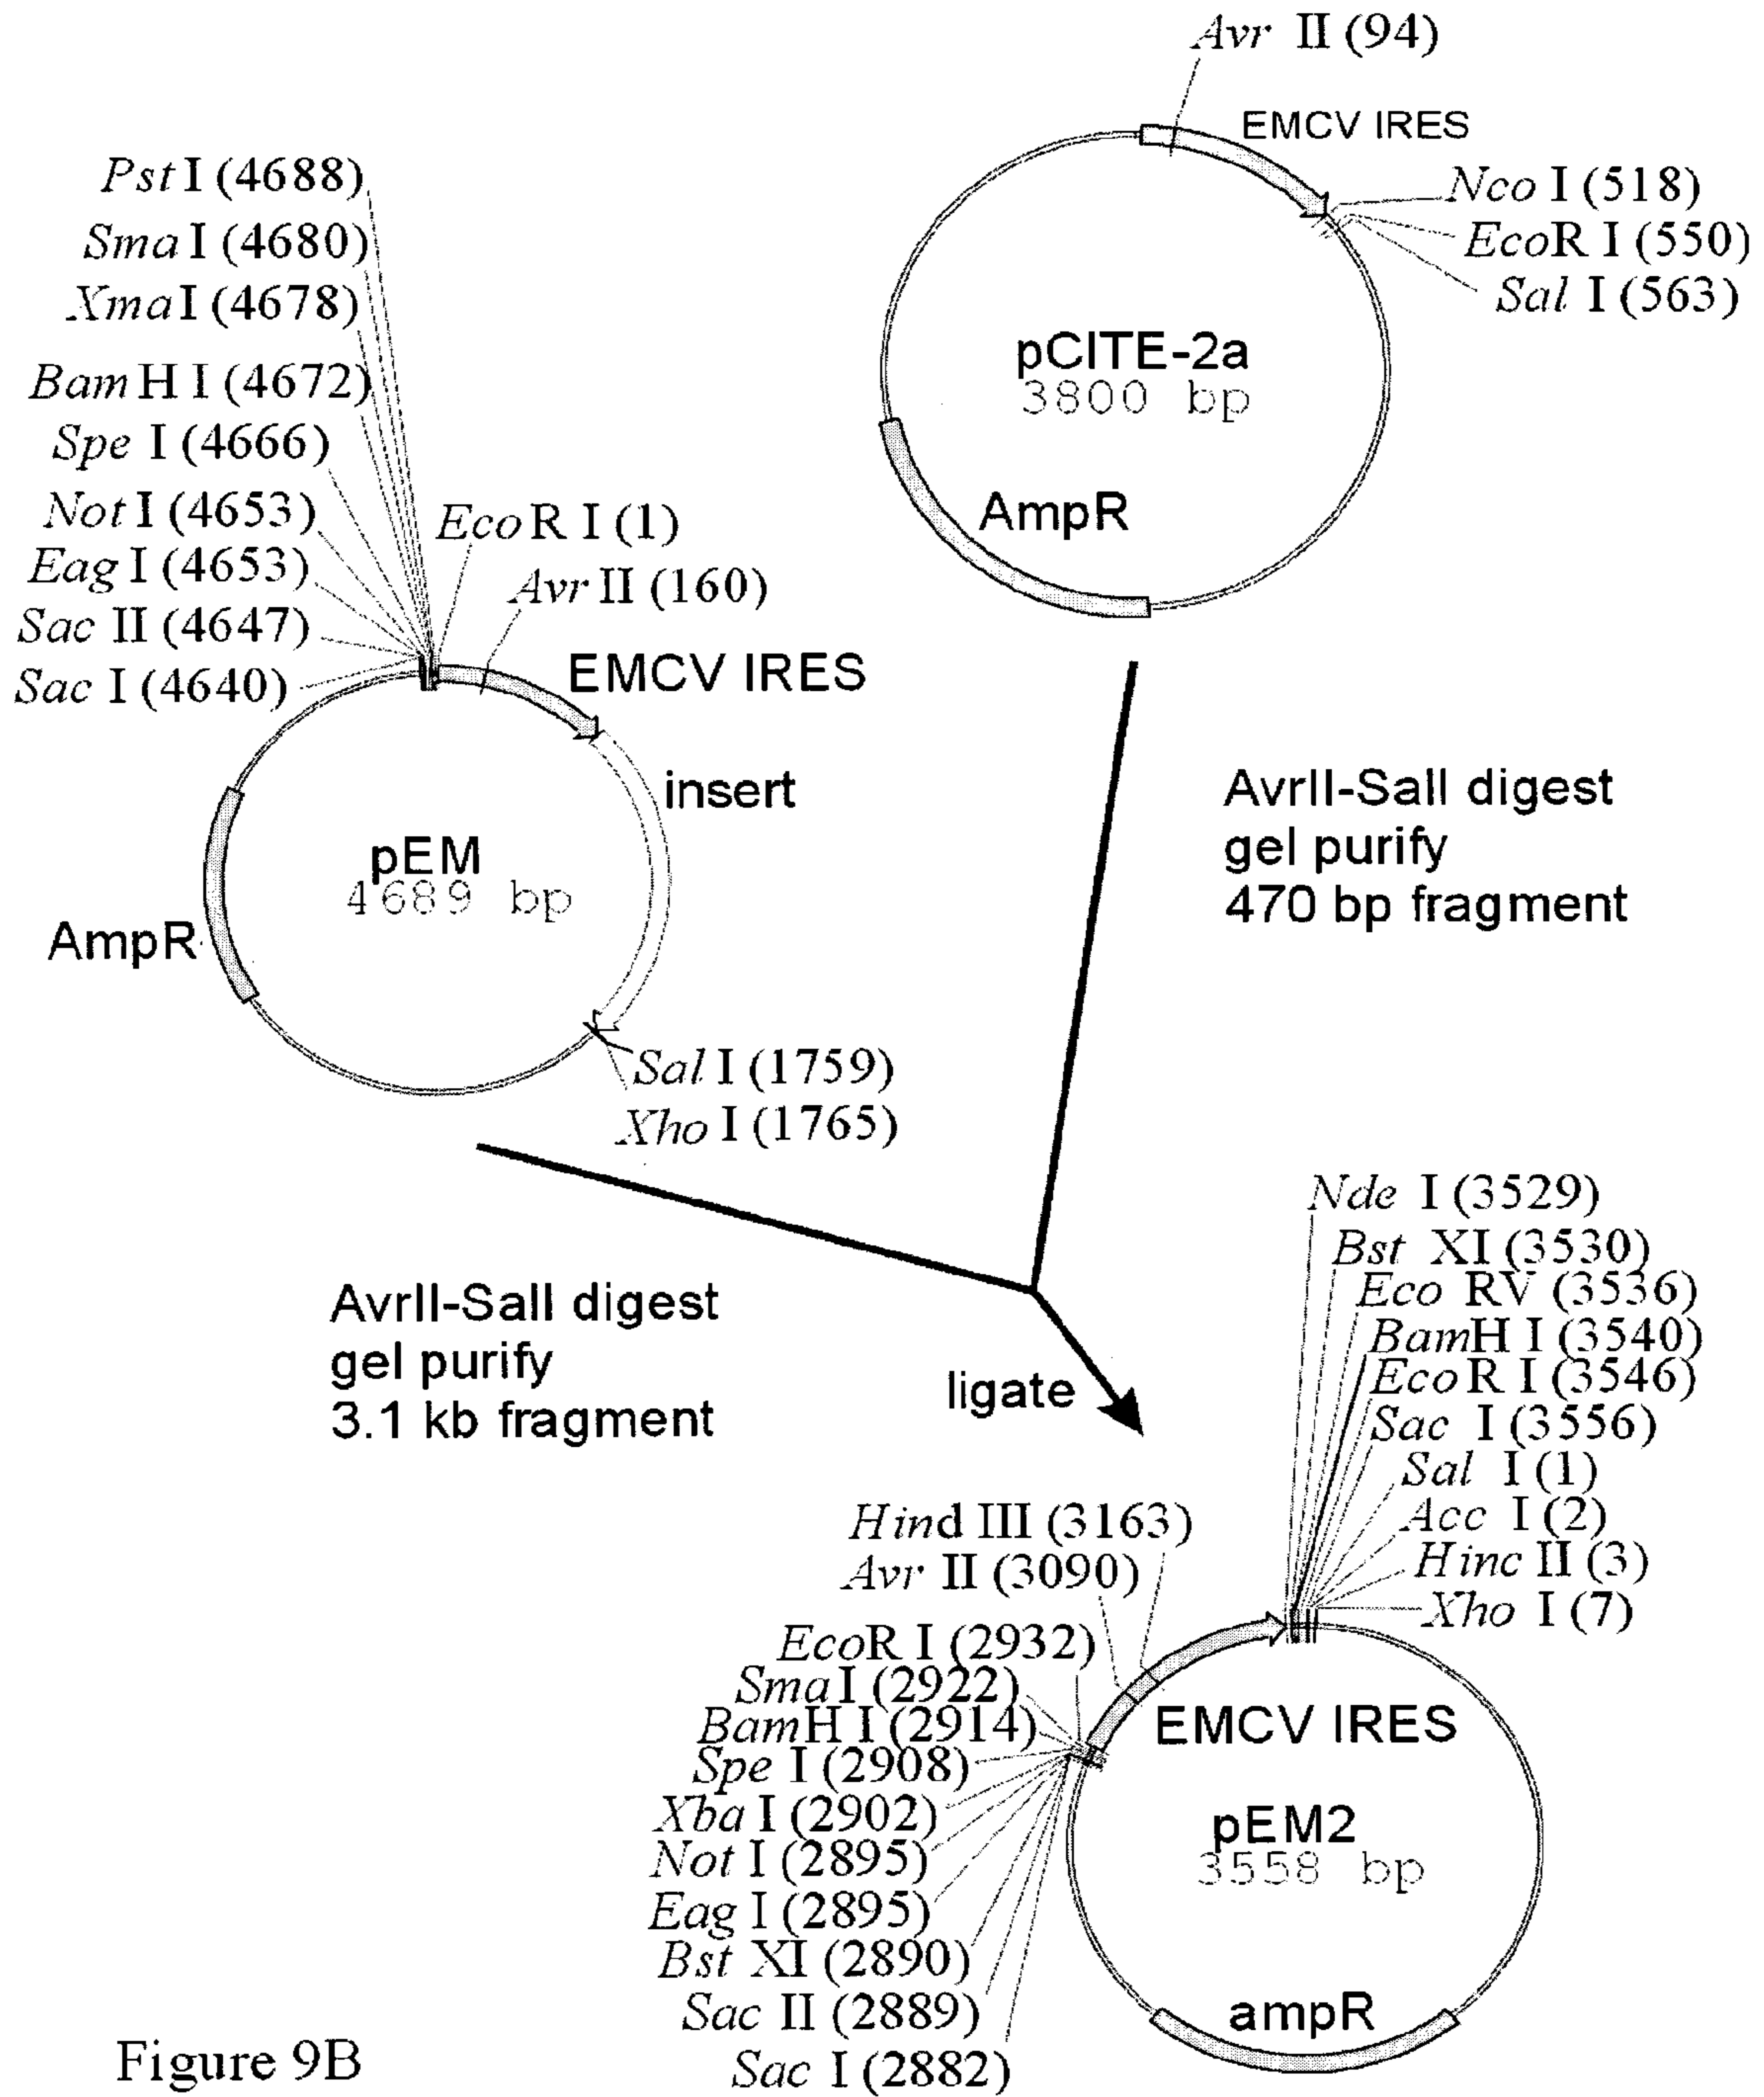 Avr II (94)
EMCV IRES
Nco I (518)
EcoR I (550)
Sal I (563)
pCITE-2a
3800 bp
AmpR
Pst I (4688)
Sma I (4680)
Xma I (4678)
Bam H I (4672)
Spe I (4666)
Not I (4653)
Eag I (4653)
Sac II (4647)
Sac I (4640)
Eco R I (1)
Avr II (160)
EMCV IRES
insert
pEM
4689 bp
AmpR
Sal I (1759)
Xho I (1765)
AvrII-SalI digest
gel purify
470 bp fragment
AvrII-SalI digest
gel purify
3.1 kb fragment
ligate
Nde I (3529)
Bst XI (3530)
Eco RV (3536)
BamH I (3540)
EcoR I (3546)
Sac I (3556)
Sal I (1)
Acc I (2)
Hinc II (3)
Xho I (7)
Hind III (3163)
Avr II (3090)
EcoR I (2932)
Sma I (2922)
BamH I (2914)
Spe I (2908)
Xba I (2902)
Not I (2895)
Eag I (2895)
Bst XI (2890)
Sac II (2889)
Sac I (2882)
EMCV IRES
pEM2
3558 bp
ampR
Figure 9B